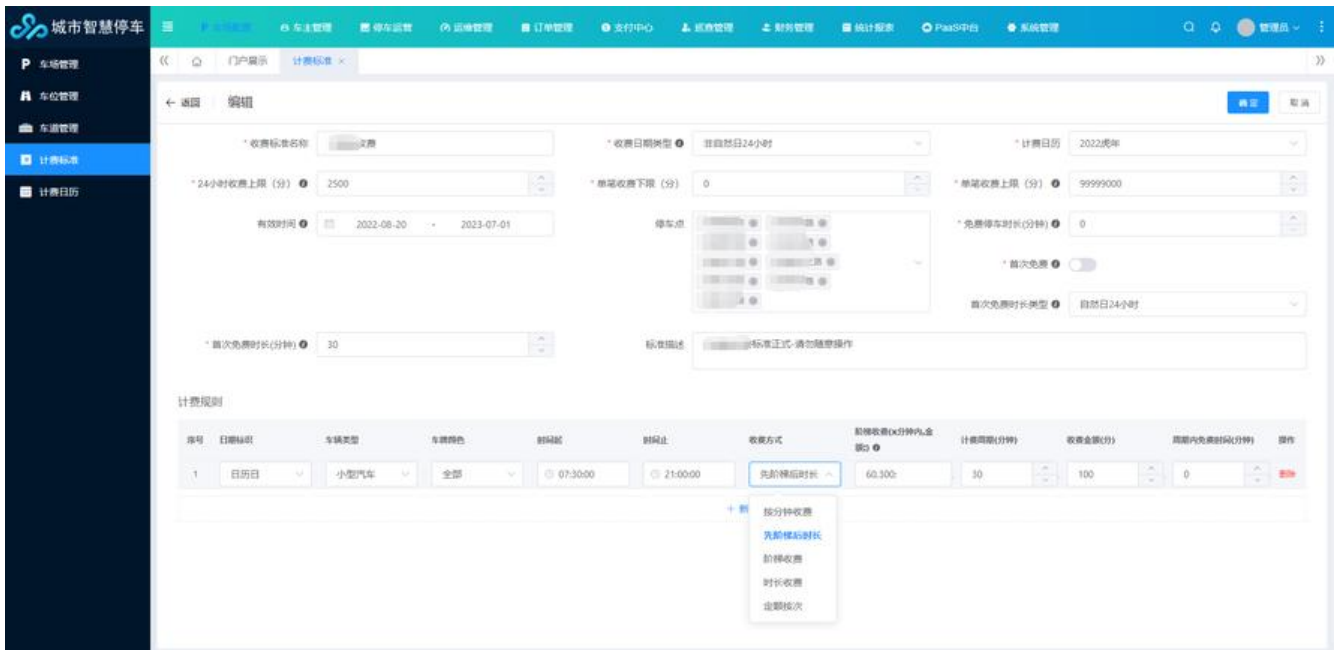 城市智慧停车
车主管理 停车运营 运维管理 订单管理 支付中心 巡查管理 财务管理 统计报表 PaaS中台 系统管理 管理员
P 车场管理
车位管理
车道管理
计费标准
计费日历
门户展示 计费标准 ×
← 返回 编辑 确定 取消
* 收费标准名称 收费 * 收费日期类型 非自然日24小时 * 计费日历 2022虎年
* 24小时收费上限（分） 2500 * 单笔收费下限（分） 0 * 单笔收费上限（分） 99999000
有效时间 2022-08-20 - 2023-07-01 停车点 * 免费停车时长(分钟) 0
* 首次免费
首次免费时长类型 自然日24小时
* 首次免费时长(分钟) 30 标准描述 标准正式-请勿随意操作
计费规则
序号 日期标识 车辆类型 车牌颜色 时间起 时间止 收费方式 阶梯收费(x分钟内,金额;) 计费周期(分钟) 收费金额(分) 周期内免费时间(分钟) 操作
1 日历日 小型汽车 全部 07:30:00 21:00:00 先阶梯后时长 60,300; 30 100 0 删除
按分钟收费
先阶梯后时长
阶梯收费
时长收费
定额按次